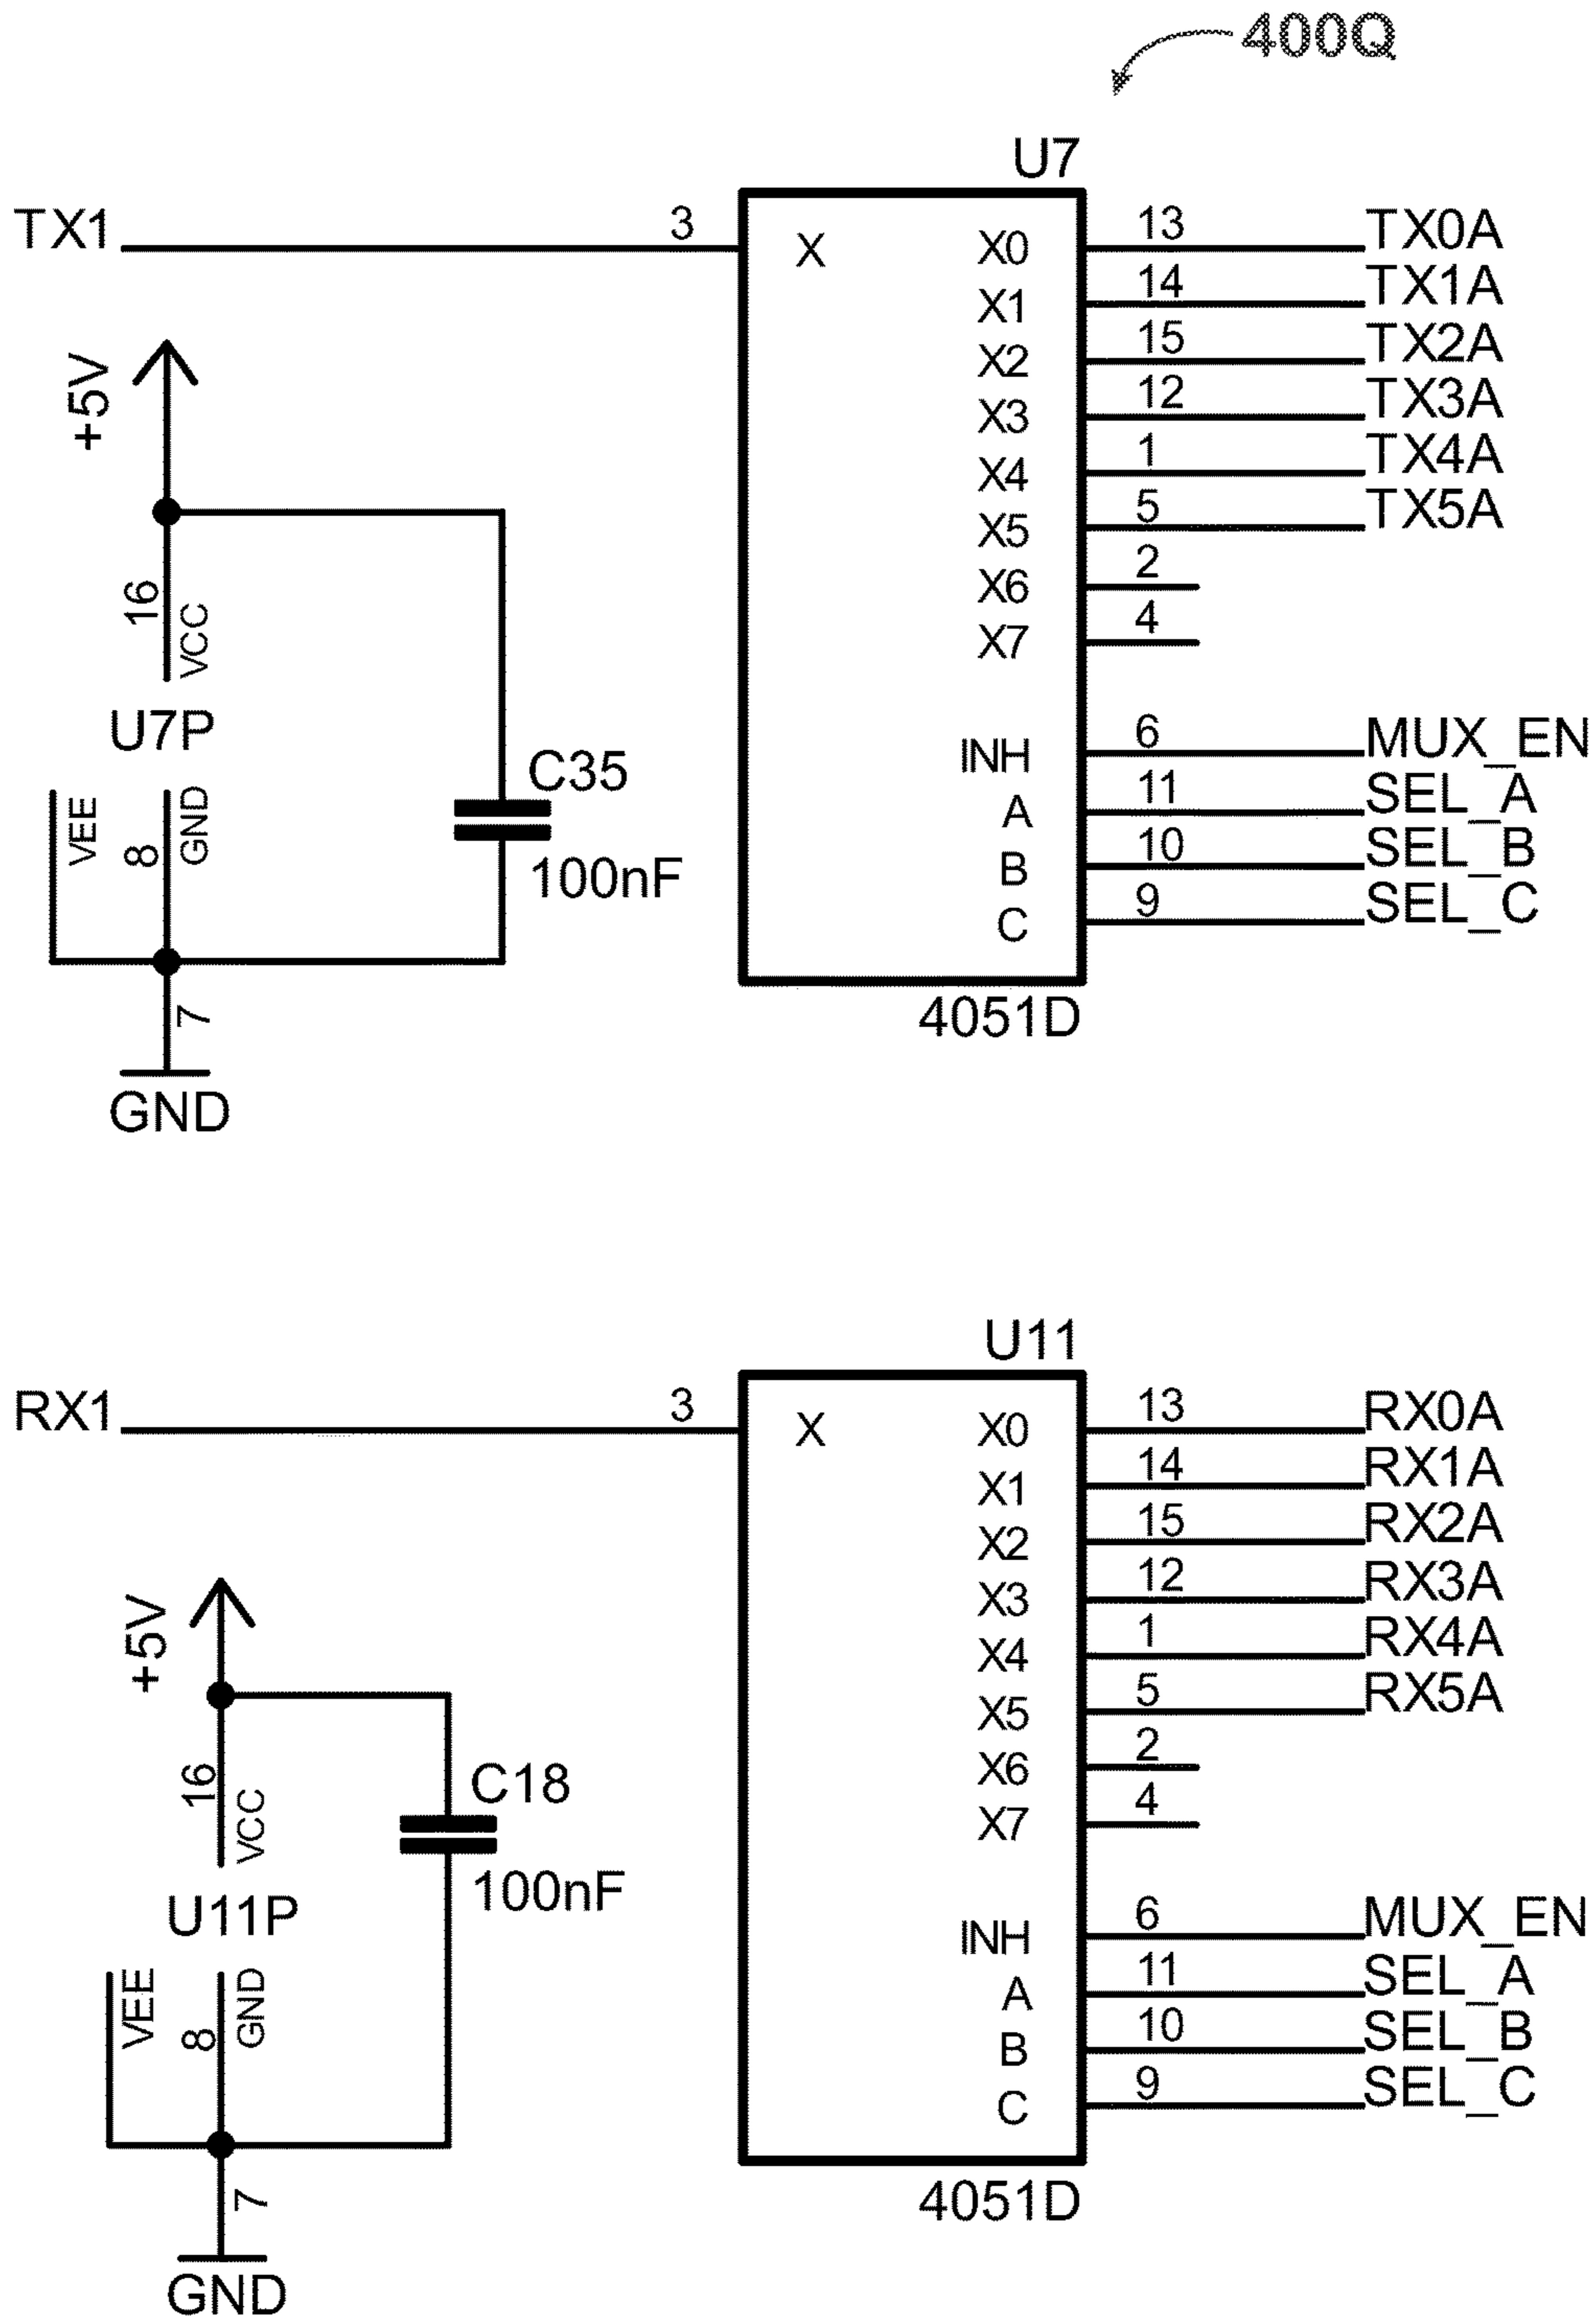 400Q
U7
TX1 3 X X0 13 TX0A
X1 14 TX1A
X2 15 TX2A
X3 12 TX3A
X4 1 TX4A
X5 5 TX5A
X6 2
X7 4
INH 6 MUX_EN
A 11 SEL_A
B 10 SEL_B
C 9 SEL_C
4051D
+5V
16 VCC
U7P
C35
100nF
VEE 8 GND
7
GND
U11
RX1 3 X X0 13 RX0A
X1 14 RX1A
X2 15 RX2A
X3 12 RX3A
X4 1 RX4A
X5 5 RX5A
X6 2
X7 4
INH 6 MUX_EN
A 11 SEL_A
B 10 SEL_B
C 9 SEL_C
4051D
+5V
16 VCC
C18
100nF
U11P
VEE 8 GND
7
GND